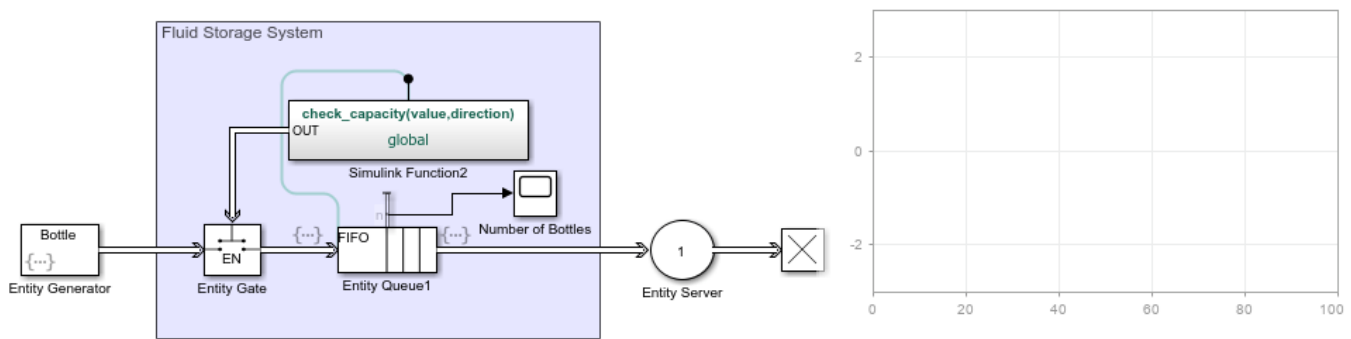 Fluid Storage System
check_capacity(value,direction)
OUT
global
Simulink Function2
n
Number of Bottles
Bottle
{...}
Entity Generator
EN
Entity Gate
{...}
FIFO
{...}
Entity Queue1
1
Entity Server
2
0
-2
0
20
40
60
80
100